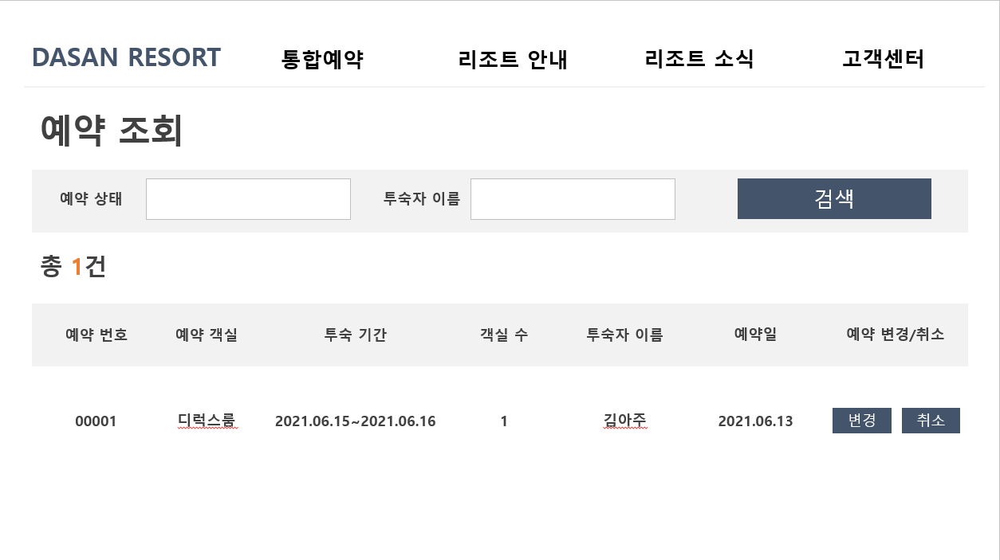 DASAN RESORT 통합예약 리조트 안내 리조트 소식 고객센터
예약 조회
예약 상태 투숙자 이름 검색
총 1건
예약 번호 예약 객실 투숙 기간 객실 수 투숙자 이름 예약일 예약 변경/취소
00001 디럭스룸 2021.06.15~2021.06.16 1 김아주 2021.06.13 변경 취소